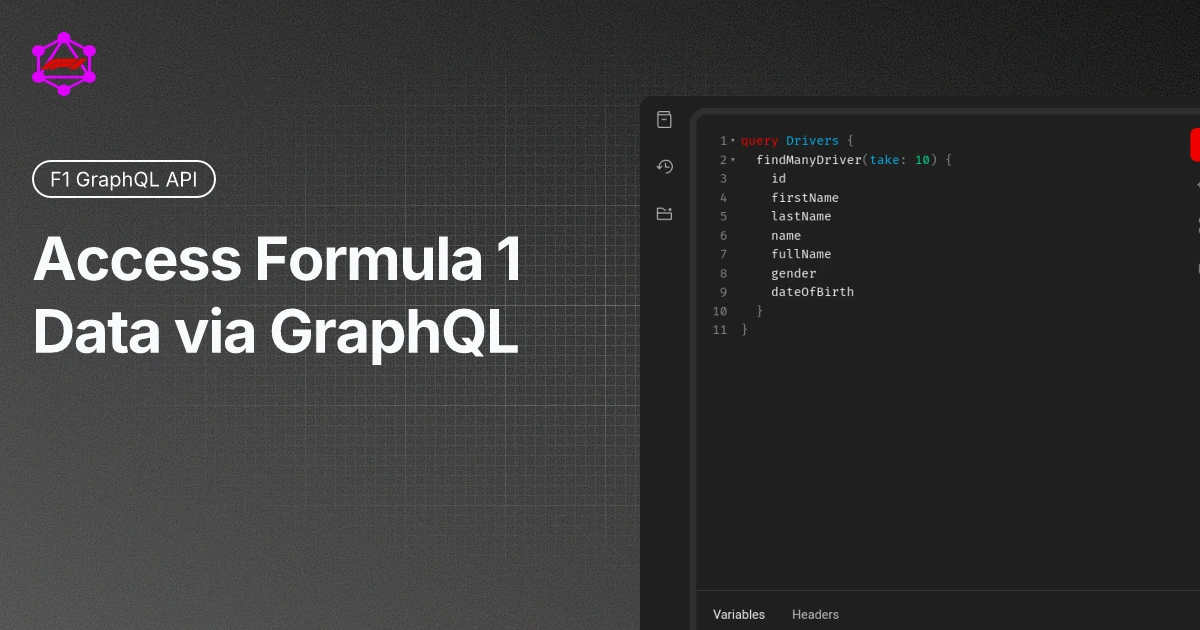 F1 GraphQL API
Access Formula 1
Data via GraphQL
1 query Drivers {
2 findManyDriver(take: 10) {
3 id
4 firstName
5 lastName
6 name
7 fullName
8 gender
9 dateOfBirth
10 }
11 }
Variables Headers